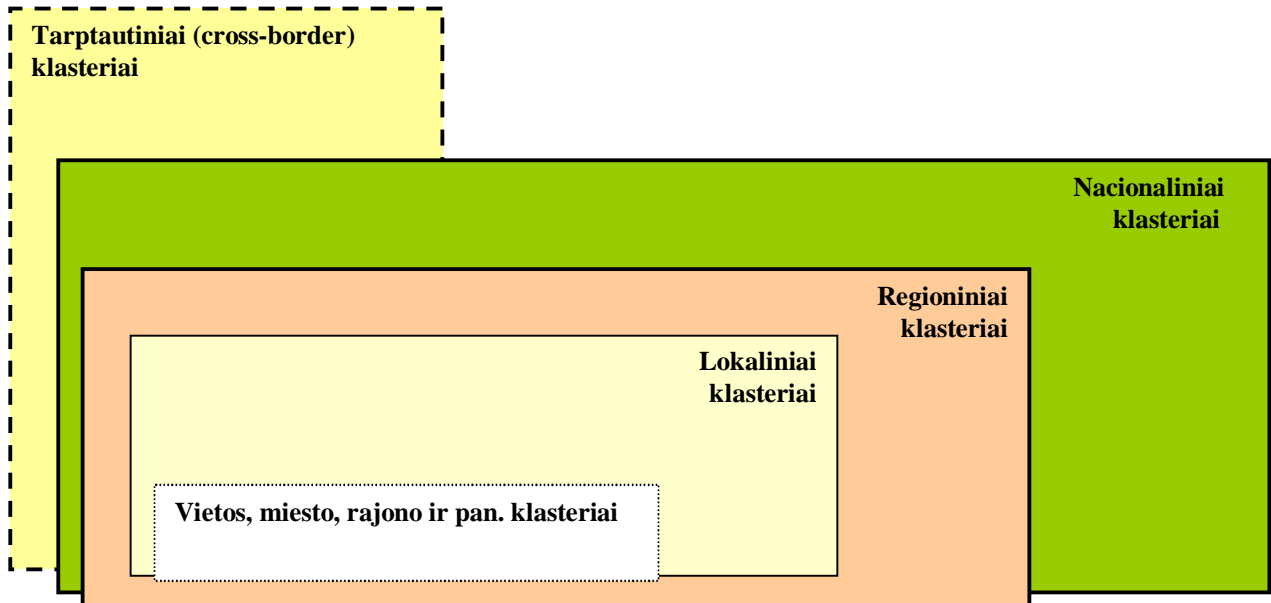 Tarptautiniai (cross-border)
klasteriai
Nacionaliniai
klasteriai
Regioniniai
klasteriai
Lokaliniai
klasteriai
Vietos, miesto, rajono ir pan. klasteriai